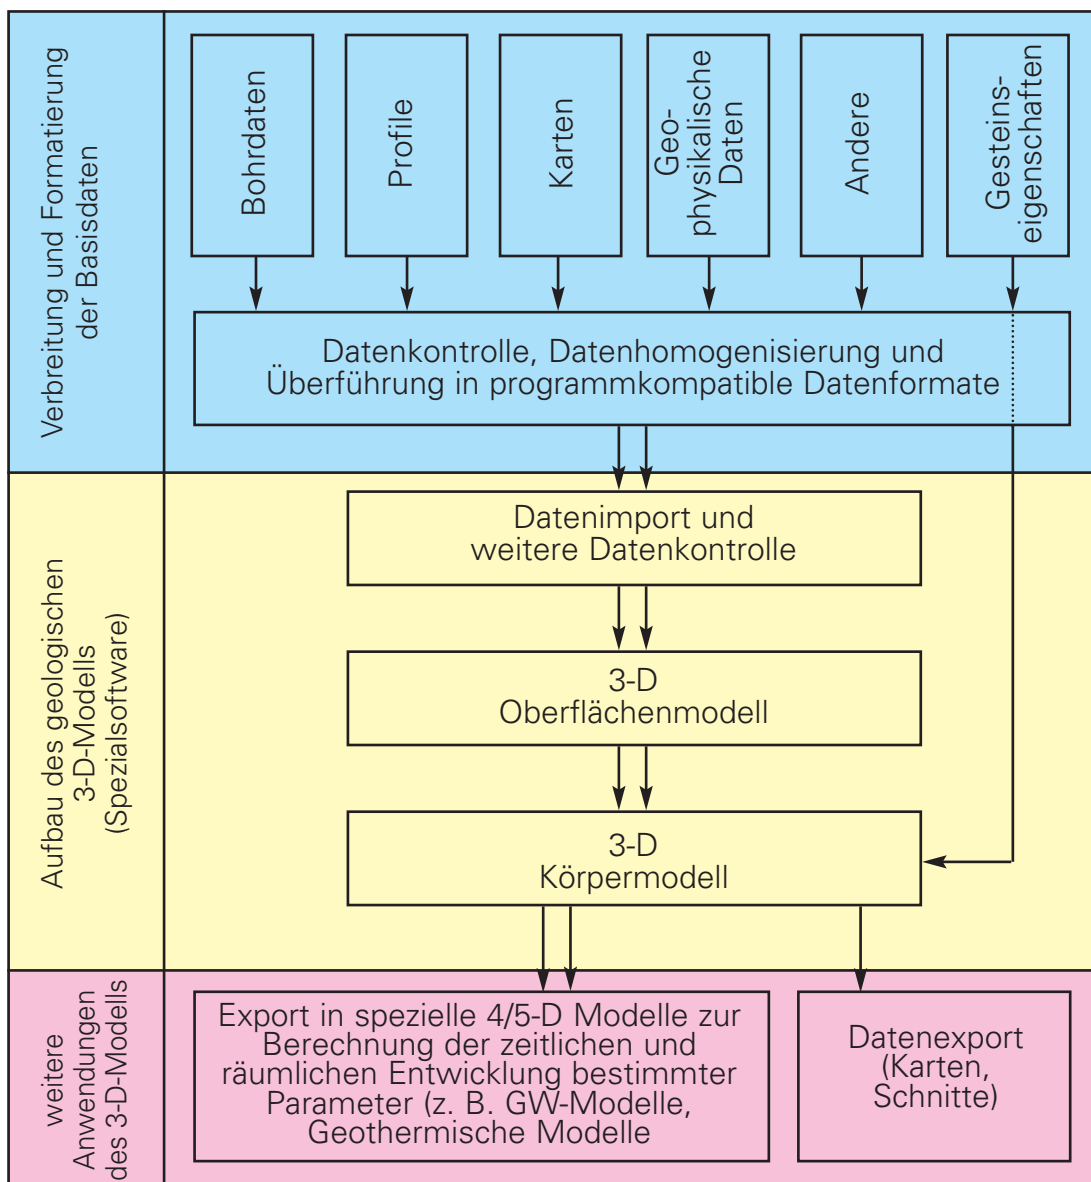 Verbreitung und Formatierung
der Basisdaten
Bohrdaten
Profile
Karten
Geo-
physikalische
Daten
Andere
Gesteins-
eigenschaften
Datenkontrolle, Datenhomogenisierung und
Überführung in programmkompatible Datenformate
Aufbau des geologischen
3-D-Modells
(Spezialsoftware)
Datenimport und
weitere Datenkontrolle
3-D
Oberflächenmodell
3-D
Körpermodell
weitere
Anwendungen
des 3-D-Modells
Export in spezielle 4/5-D Modelle zur
Berechnung der zeitlichen und
räumlichen Entwicklung bestimmter
Parameter (z. B. GW-Modelle,
Geothermische Modelle
Datenexport
(Karten,
Schnitte)